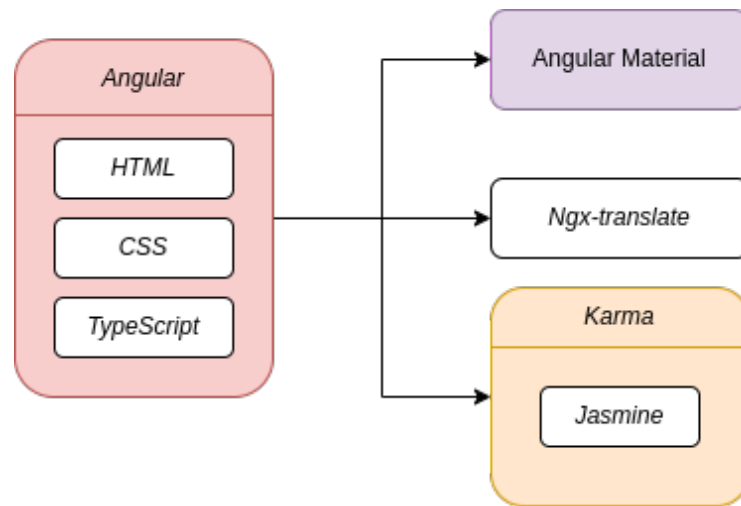 Angular
HTML
CSS
TypeScript
Angular Material
Ngx-translate
Karma
Jasmine